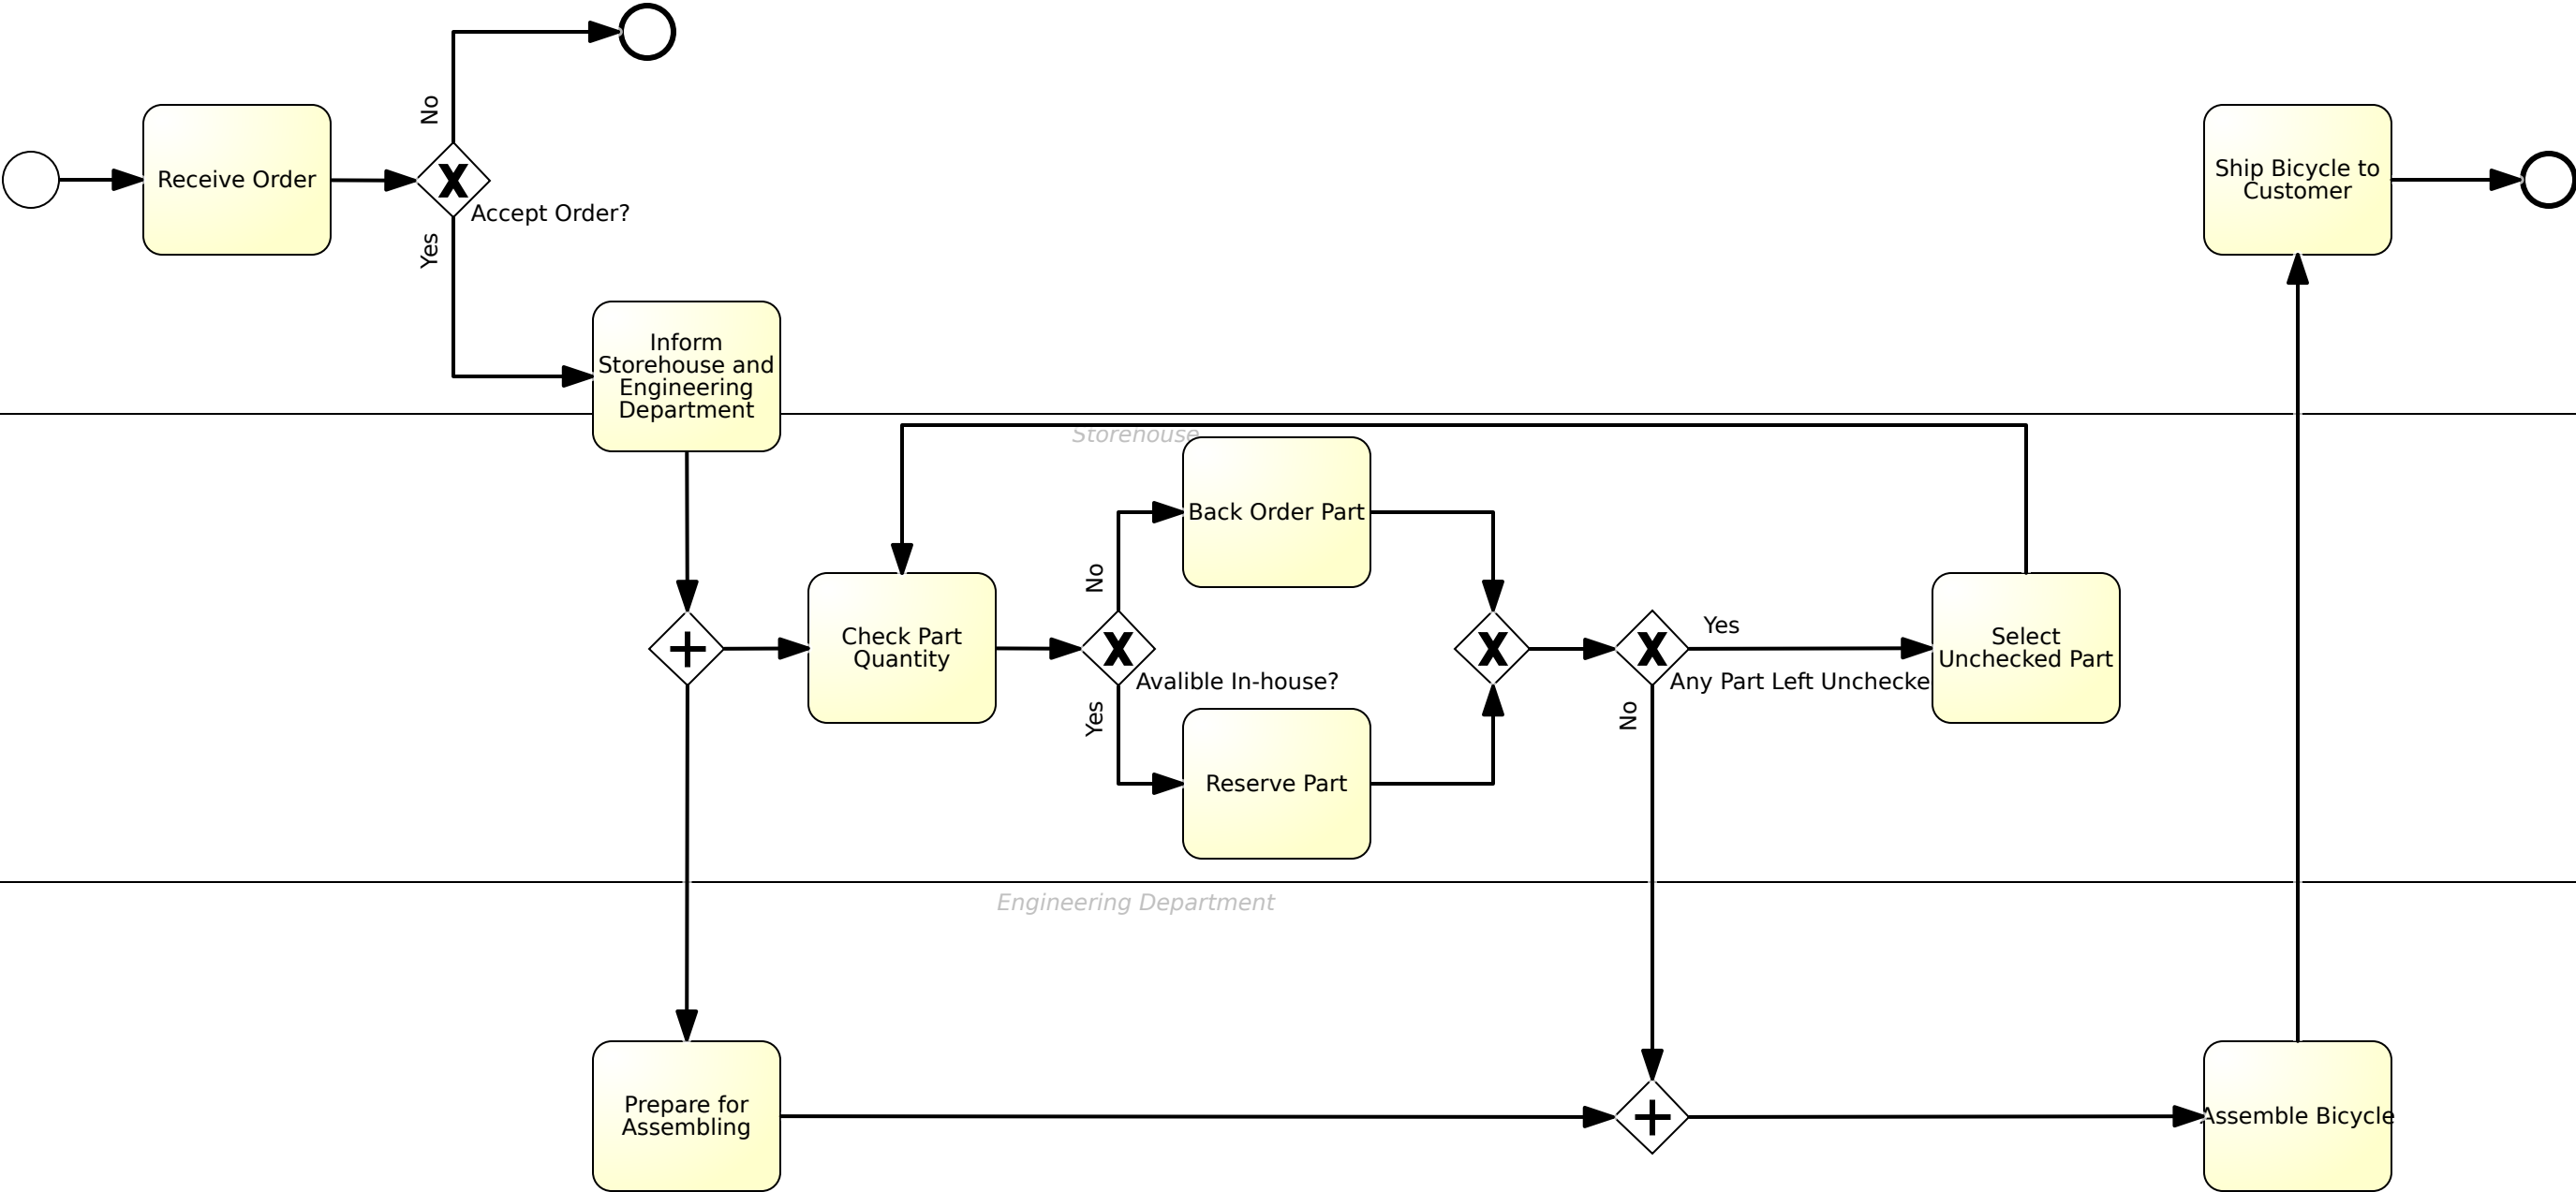 Receive Order
No
Accept Order?
Yes
Ship Bicycle to
Customer
Inform
Storehouse and
Engineering
Department
Storehouse
Back Order Part
No
Check Part
Quantity
Avalible In-house?
Yes
Reserve Part
Yes
Any Part Left Unchecke
No
Select
Unchecked Part
Engineering Department
Prepare for
Assembling
Assemble Bicycle